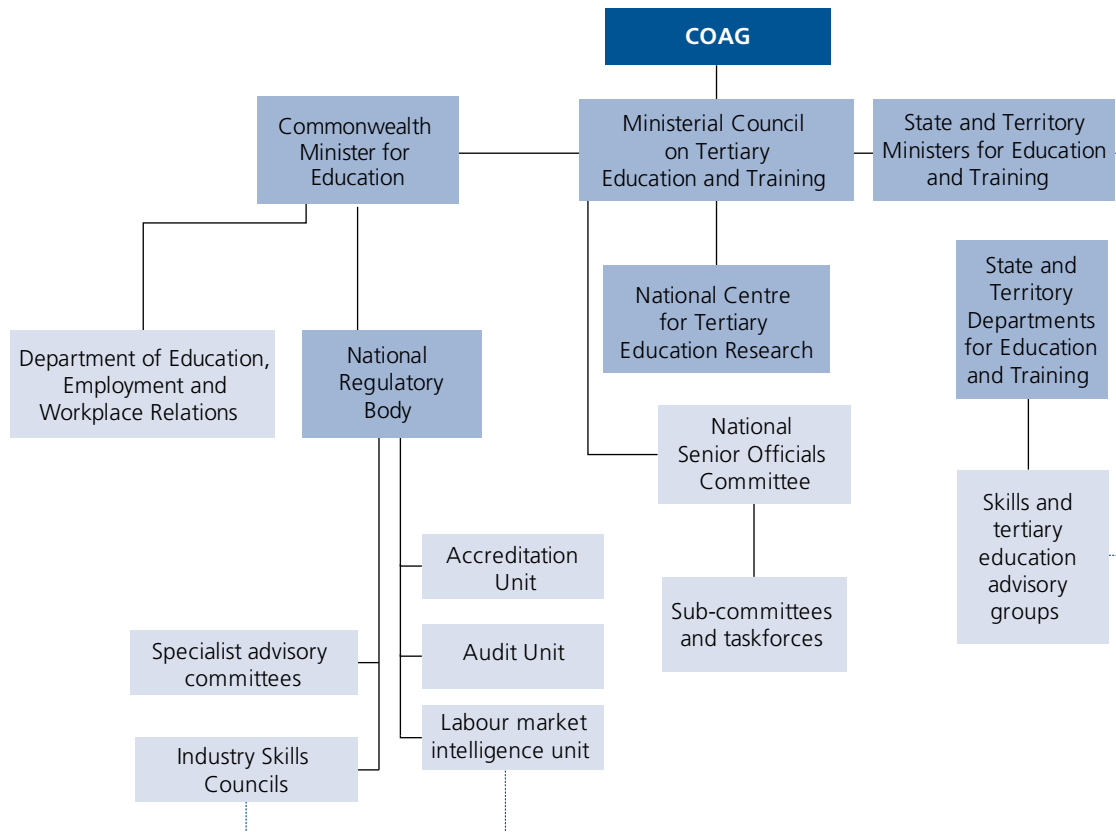 COAG
Commonwealth
Minister for
Education
Ministerial Council
on Tertiary
Education and Training
State and Territory
Ministers for Education
and Training
National Centre
for Tertiary
Education Research
State and
Territory
Departments
for Education
and Training
Department of Education,
Employment and
Workplace Relations
National
Regulatory
Body
National
Senior Officials
Committee
Skills and
tertiary
education
advisory
groups
Accreditation
Unit
Sub-committees
and taskforces
Specialist advisory
committees
Audit Unit
Labour market
intelligence unit
Industry Skills
Councils